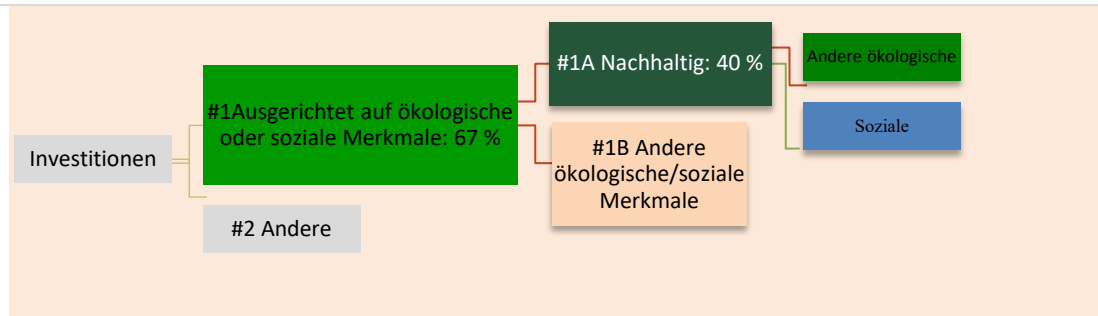 Investitionen
#1Ausgerichtet auf ökologische
oder soziale Merkmale: 67 %
#2 Andere
#1A Nachhaltig: 40 %
#1B Andere
ökologische/soziale
Merkmale
Andere ökologische
Soziale